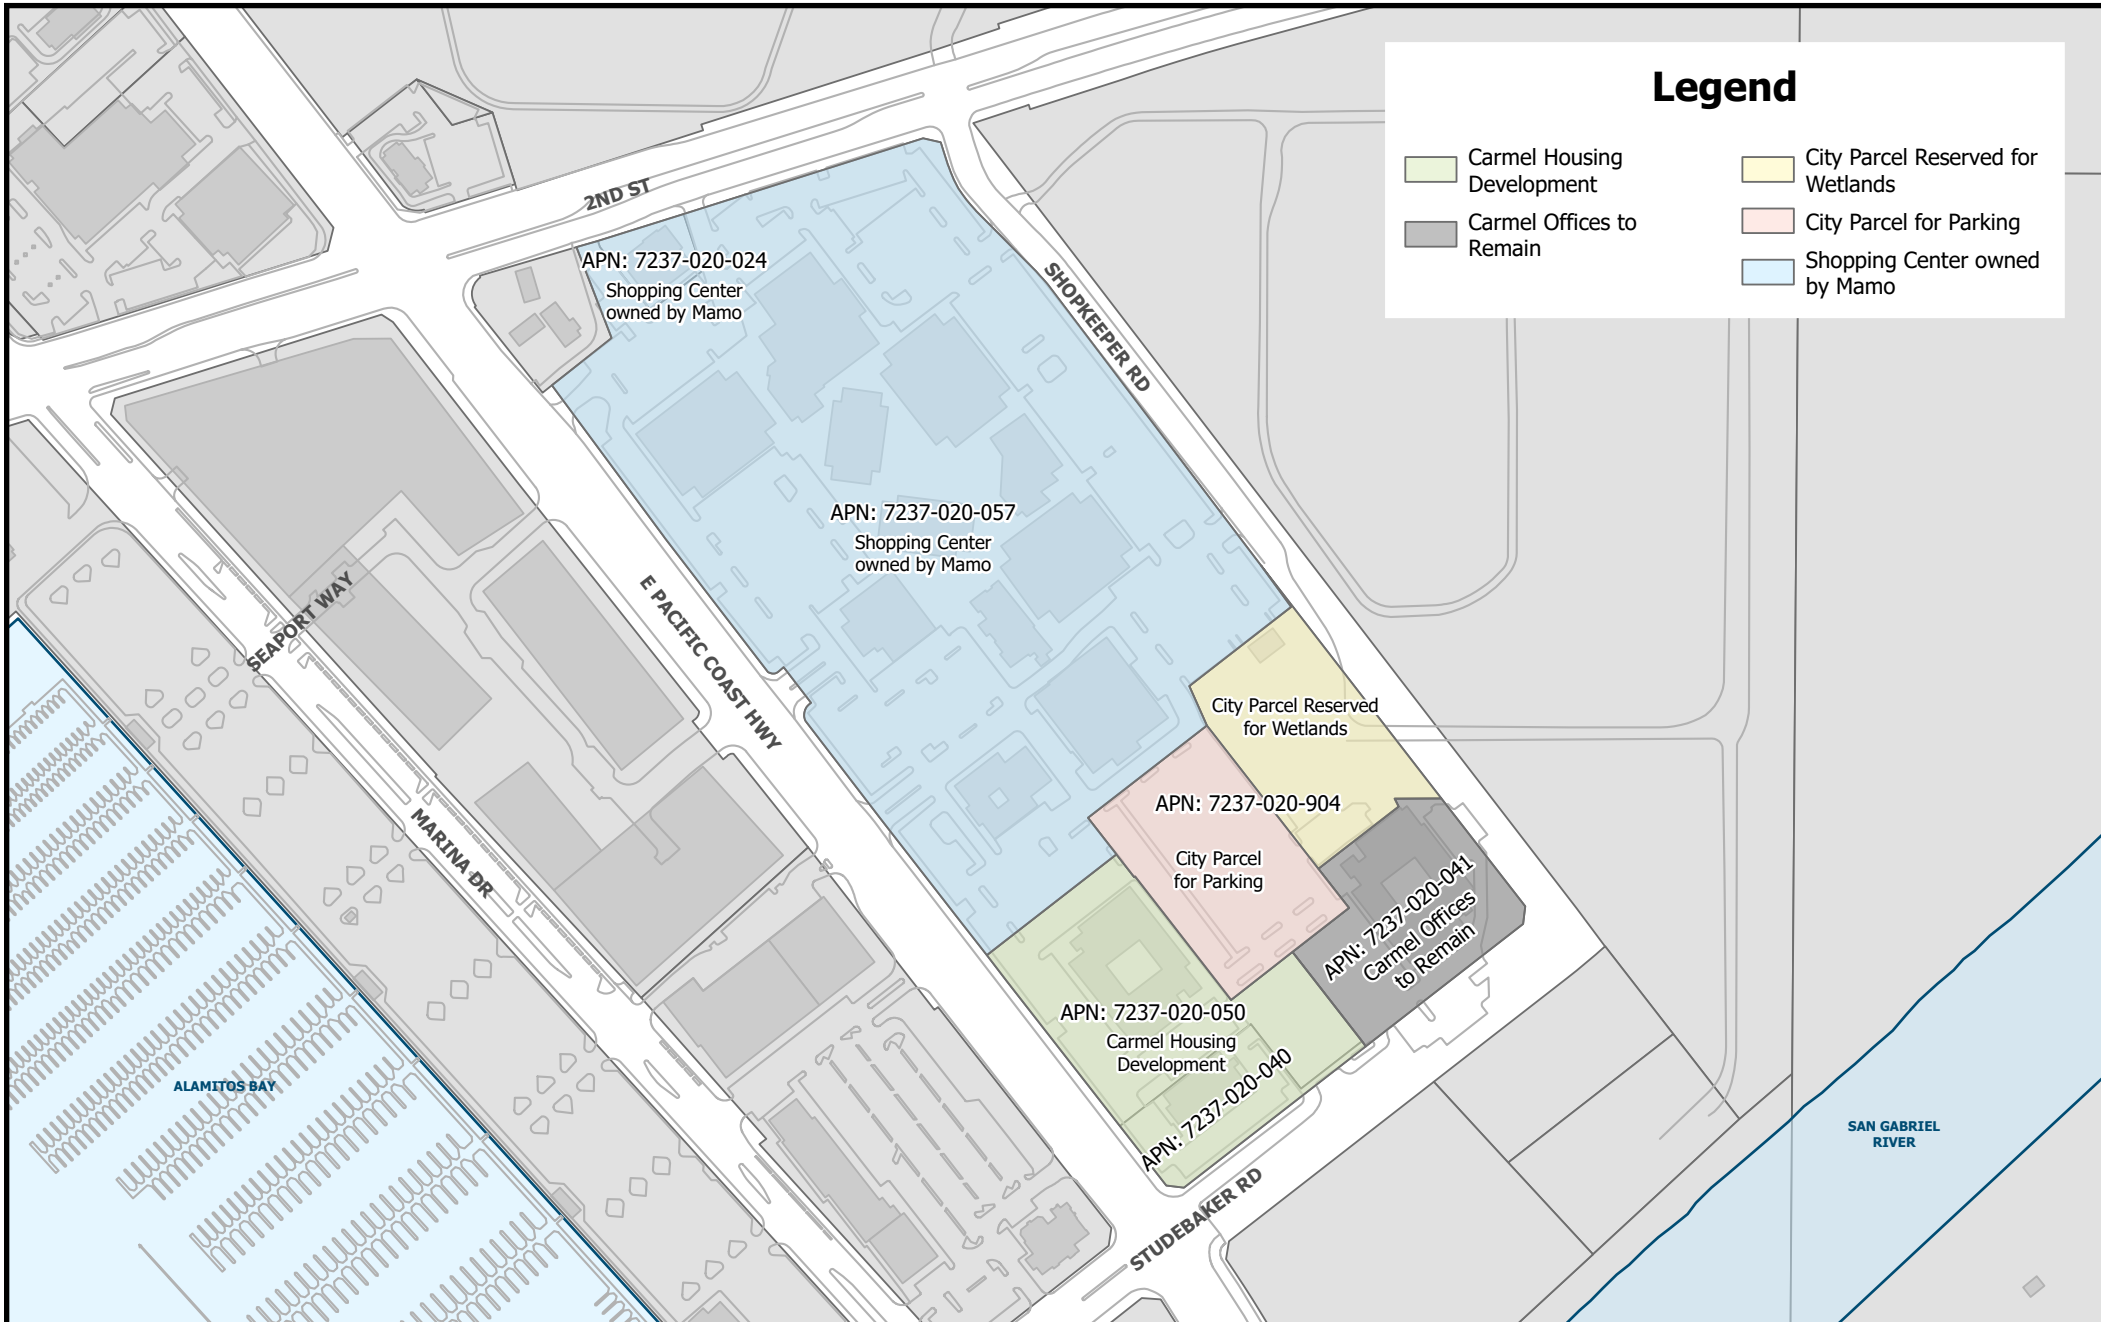 Legend
Carmel Housing
Development
Carmel Offices to
Remain
City Parcel Reserved for
Wetlands
City Parcel for Parking
Shopping Center owned
by Mamo
2ND ST
APN: 7237-020-024
Shopping Center
owned by Mamo
SHOPKEEPER RD
APN: 7237-020-057
Shopping Center
owned by Mamo
SEAPORT WAY
E PACIFIC COAST HWY
City Parcel Reserved
for Wetlands
APN: 7237-020-904
MARINA DR
City Parcel
for Parking
APN: 7237-020-041
Carmel Offices
to Remain
APN: 7237-020-050
Carmel Housing
Development
APN: 7237-020-040
ALAMITOS BAY
SAN GABRIEL
RIVER
STUDEBAKER RD